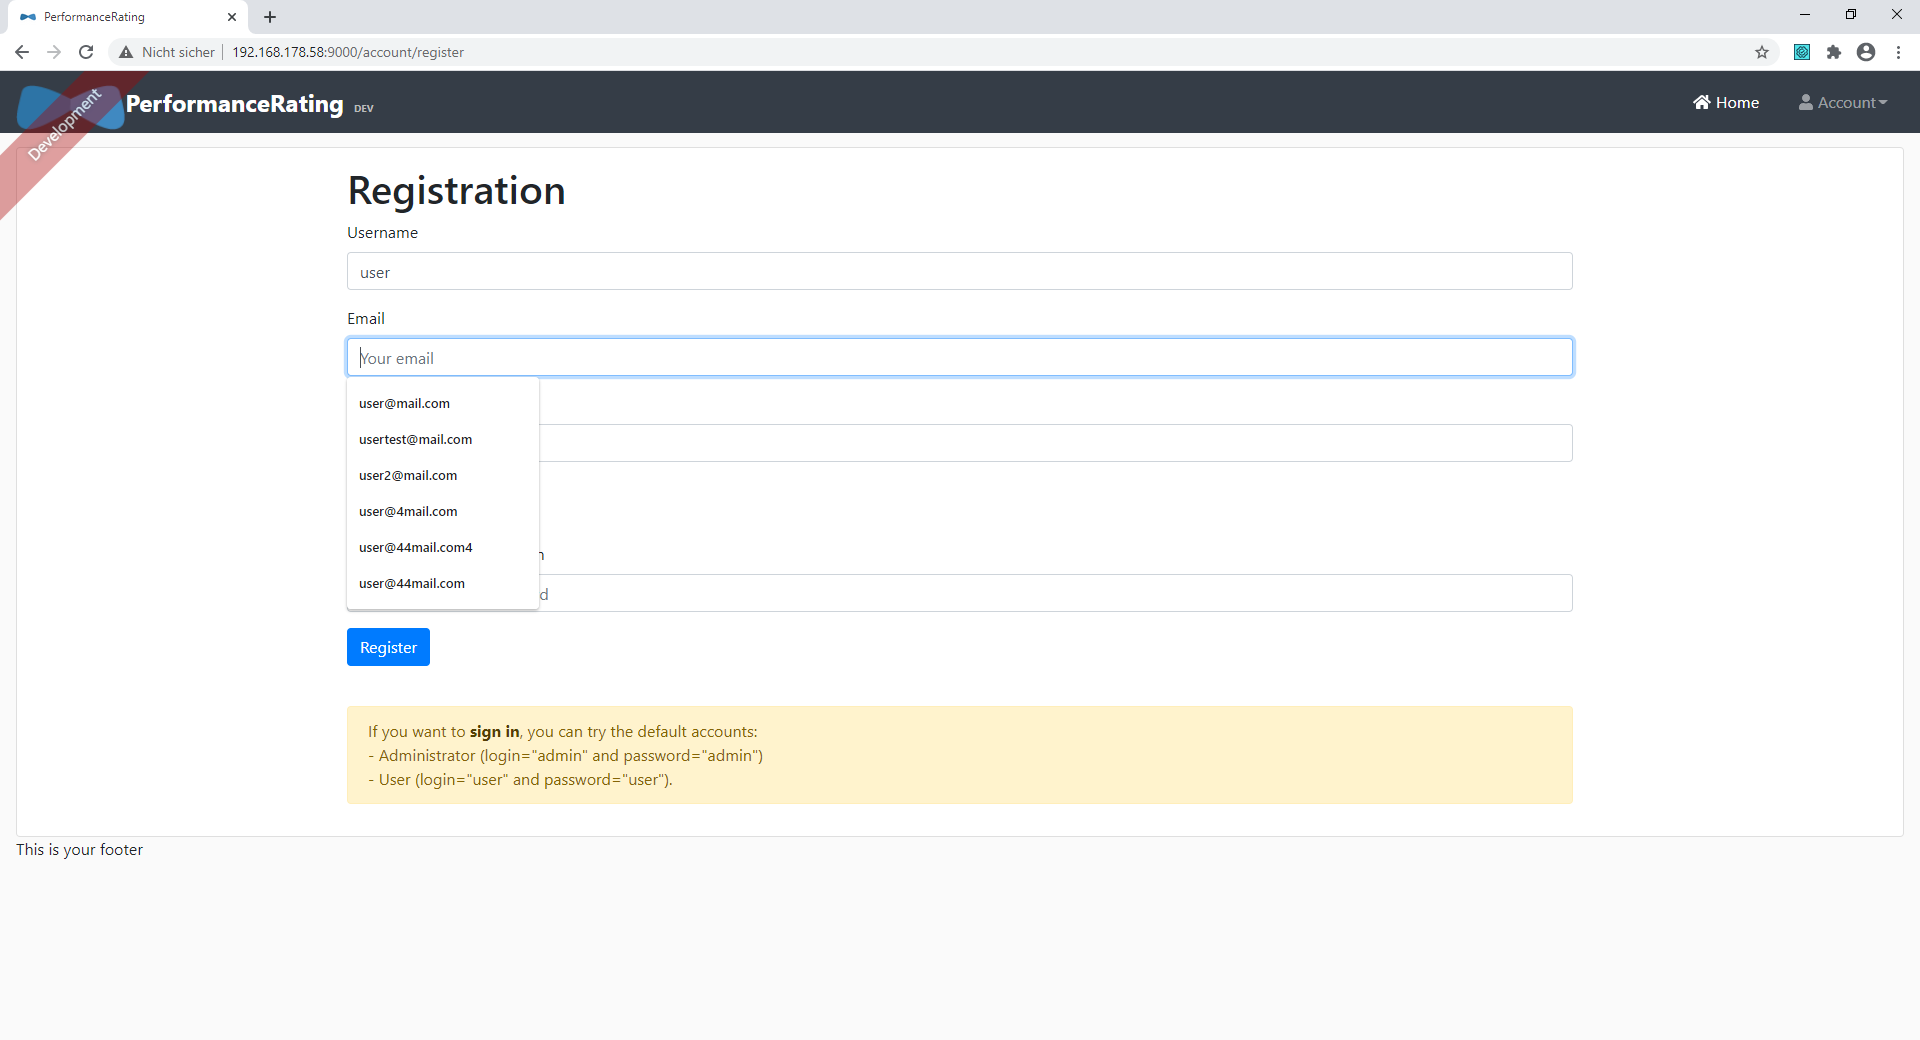 PerformanceRating
Nicht sicher 192.168.178.58:9000/account/register
Development
PerformanceRating DEV
Home
Account
Registration
Username
user
Email
Your email
user@mail.com
usertest@mail.com
user2@mail.com
user@4mail.com
user@44mail.com4
n
user@44mail.com
d
Register
If you want to sign in, you can try the default accounts:
- Administrator (login="admin" and password="admin")
- User (login="user" and password="user").
This is your footer